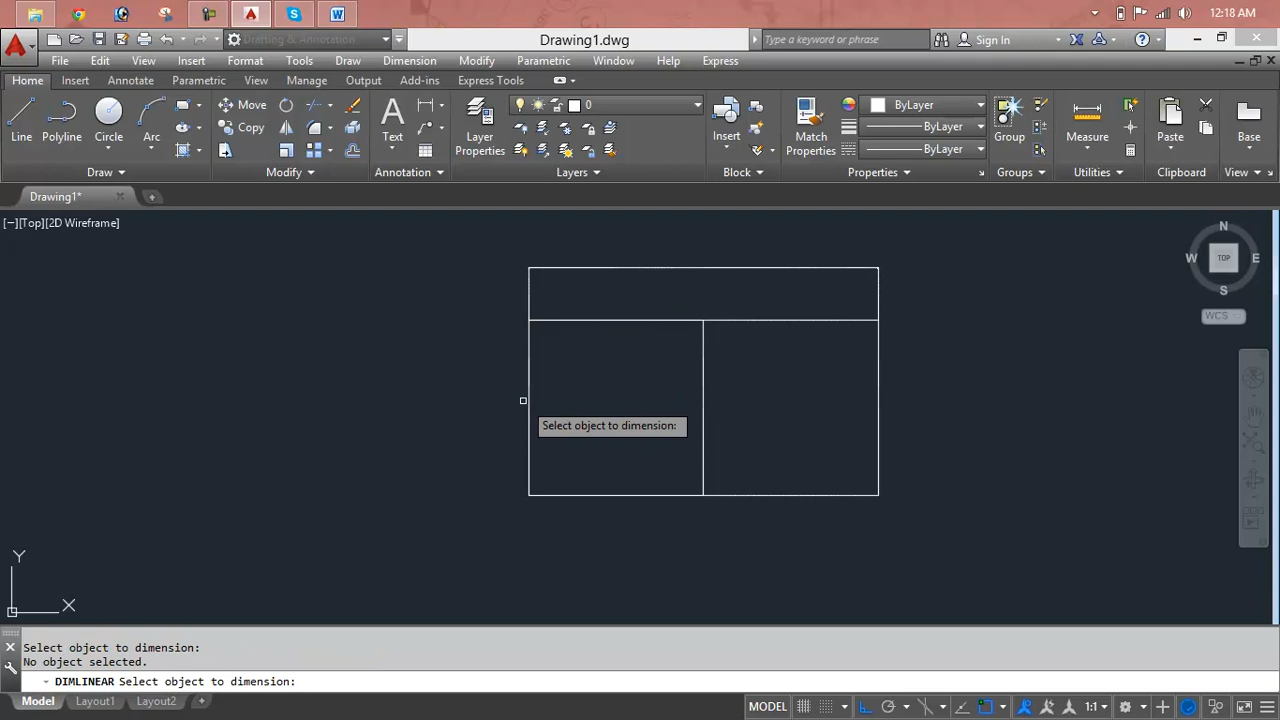 12:18 AM
Drafting & Annotation
Drawing1.dwg
Type a keyword or phrase
Sign In
File Edit View Insert Format Tools Draw Dimension Modify Parametric Window Help Express
Home Insert Annotation Parametric View Manage Output Add-ins Express Tools
Move
0
ByLayer
Copy
ByLayer
Line Polyline Circle Arc Text Layer Properties Insert Match Properties Group Measure Paste Base
ByLayer
Draw Modify Annotation Layers Block Properties Groups Utilities Clipboard View
Drawing1*
[−][Top][2D Wireframe]
N
W TOP E
S
WCS
Select object to dimension:
Y
X
Select object to dimension:
No object selected.
DIMLINEAR Select object to dimension:
Model Layout1 Layout2 + MODEL 1:1